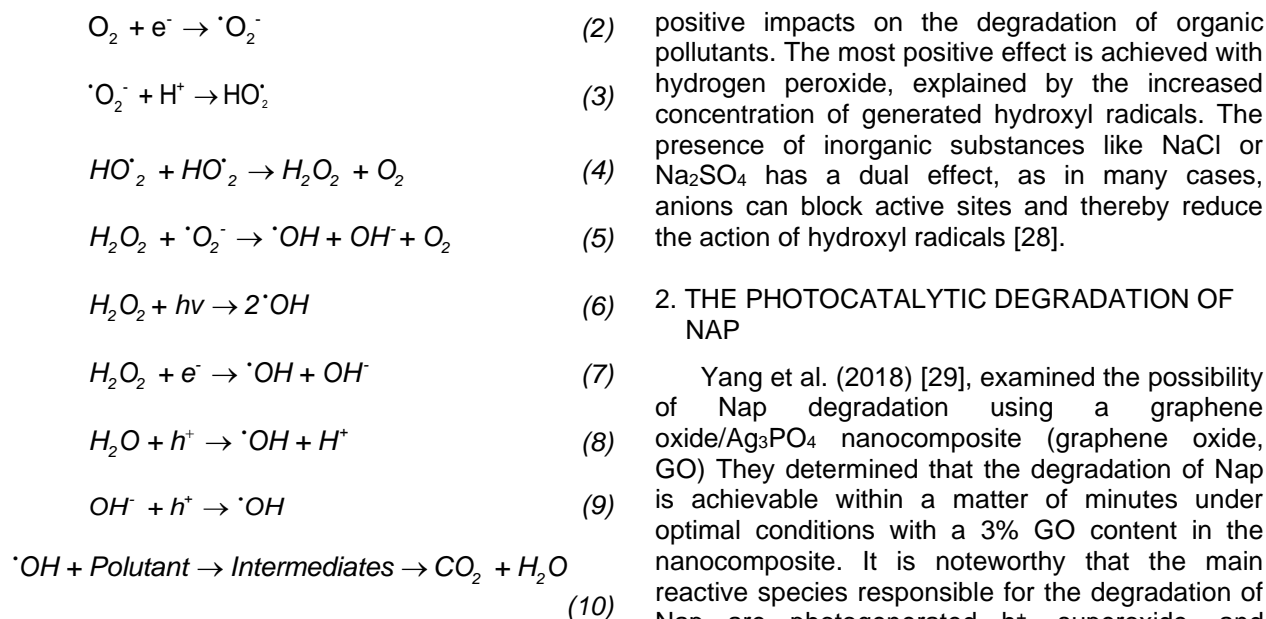 O₂ + e⁻ → •O₂⁻ (2)
•O₂⁻ + H⁺ → HO₂• (3)
HO•₂ + HO•₂ → H₂O₂ + O₂ (4)
H₂O₂ + •O₂⁻ → •OH + OH⁻ + O₂ (5)
H₂O₂ + hv → 2•OH (6)
H₂O₂ + e⁻ → •OH + OH⁻ (7)
H₂O + h⁺ → •OH + H⁺ (8)
OH⁻ + h⁺ → •OH (9)
•OH + Polutant → Intermediates → CO₂ + H₂O
(10)
positive impacts on the degradation of organic
pollutants. The most positive effect is achieved with
hydrogen peroxide, explained by the increased
concentration of generated hydroxyl radicals. The
presence of inorganic substances like NaCl or
Na₂SO₄ has a dual effect, as in many cases,
anions can block active sites and thereby reduce
the action of hydroxyl radicals [28].
2. THE PHOTOCATALYTIC DEGRADATION OF
NAP
Yang et al. (2018) [29], examined the possibility
of Nap degradation using a graphene
oxide/Ag₃PO₄ nanocomposite (graphene oxide,
GO) They determined that the degradation of Nap
is achievable within a matter of minutes under
optimal conditions with a 3% GO content in the
nanocomposite. It is noteworthy that the main
reactive species responsible for the degradation of
Nap are photogenerated h⁺, superoxide, and